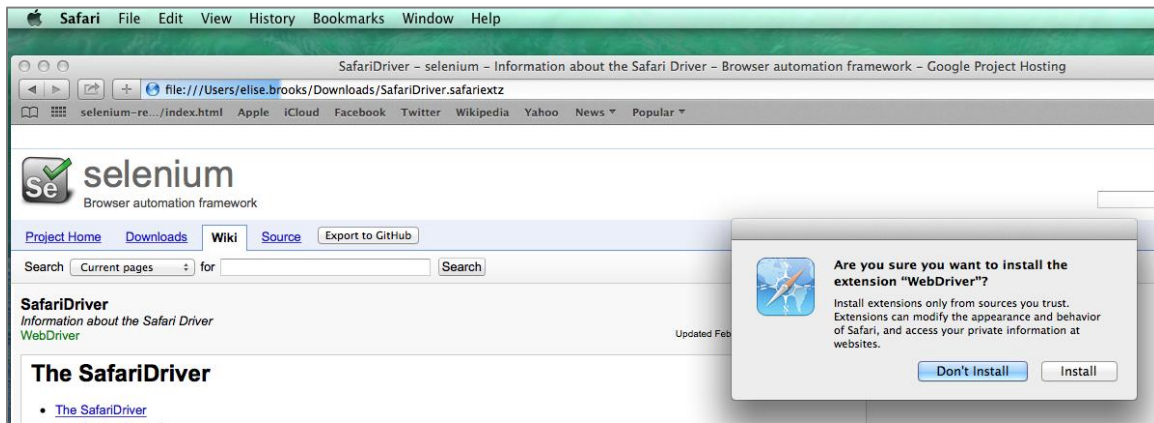 Safari File Edit View History Bookmarks Window Help
SafariDriver – selenium – Information about the Safari Driver – Browser automation framework – Google Project Hosting
file:///Users/elise.brooks/Downloads/SafariDriver.safariextz
selenium-re.../index.html Apple iCloud Facebook Twitter Wikipedia Yahoo News Popular
Se selenium
Browser automation framework
Project Home Downloads Wiki Source Export to GitHub
Search Current pages for Search
SafariDriver
Information about the Safari Driver
WebDriver
Updated Feb
The SafariDriver
• The SafariDriver
Are you sure you want to install the
extension “WebDriver”?
Install extensions only from sources you trust.
Extensions can modify the appearance and behavior
of Safari, and access your private information at
websites.
Don't Install Install